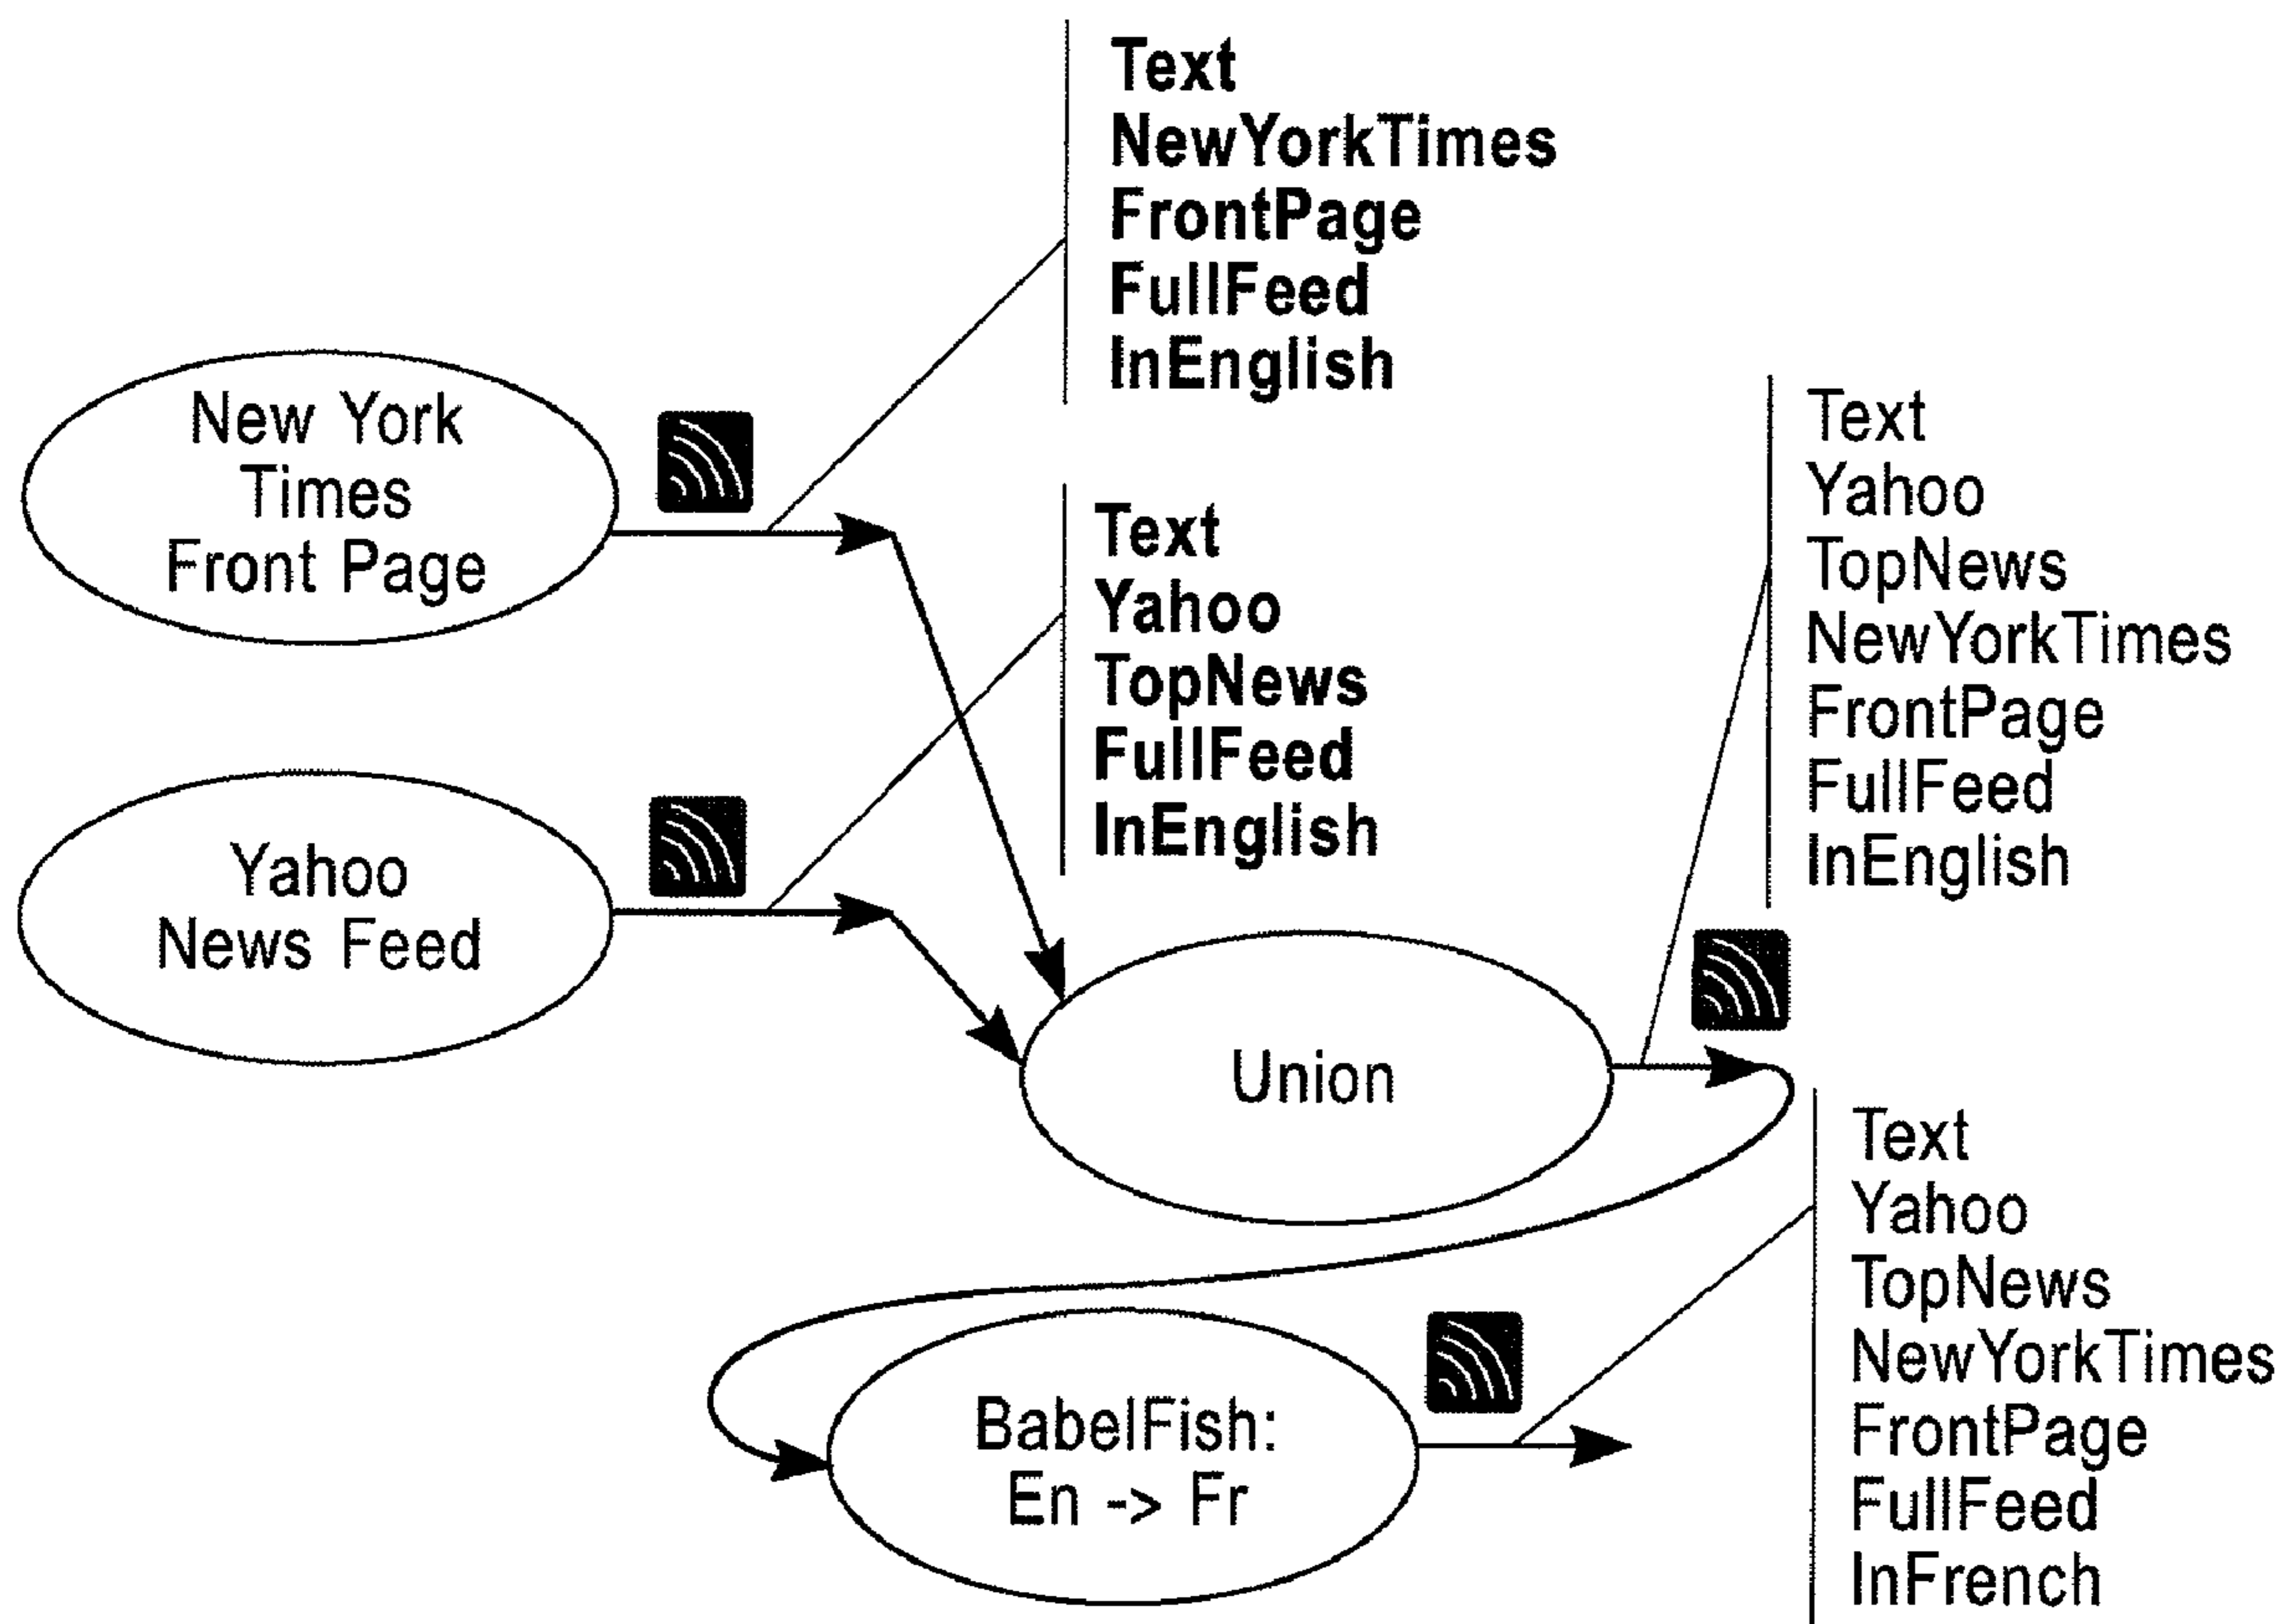 Text
NewYorkTimes
FrontPage
FullFeed
InEnglish
New York
Times
Front Page
Text
Yahoo
TopNews
FullFeed
InEnglish
Text
Yahoo
TopNews
NewYorkTimes
FrontPage
FullFeed
InEnglish
Yahoo
News Feed
Union
Text
Yahoo
TopNews
NewYorkTimes
FrontPage
FullFeed
InFrench
BabelFish:
En -> Fr